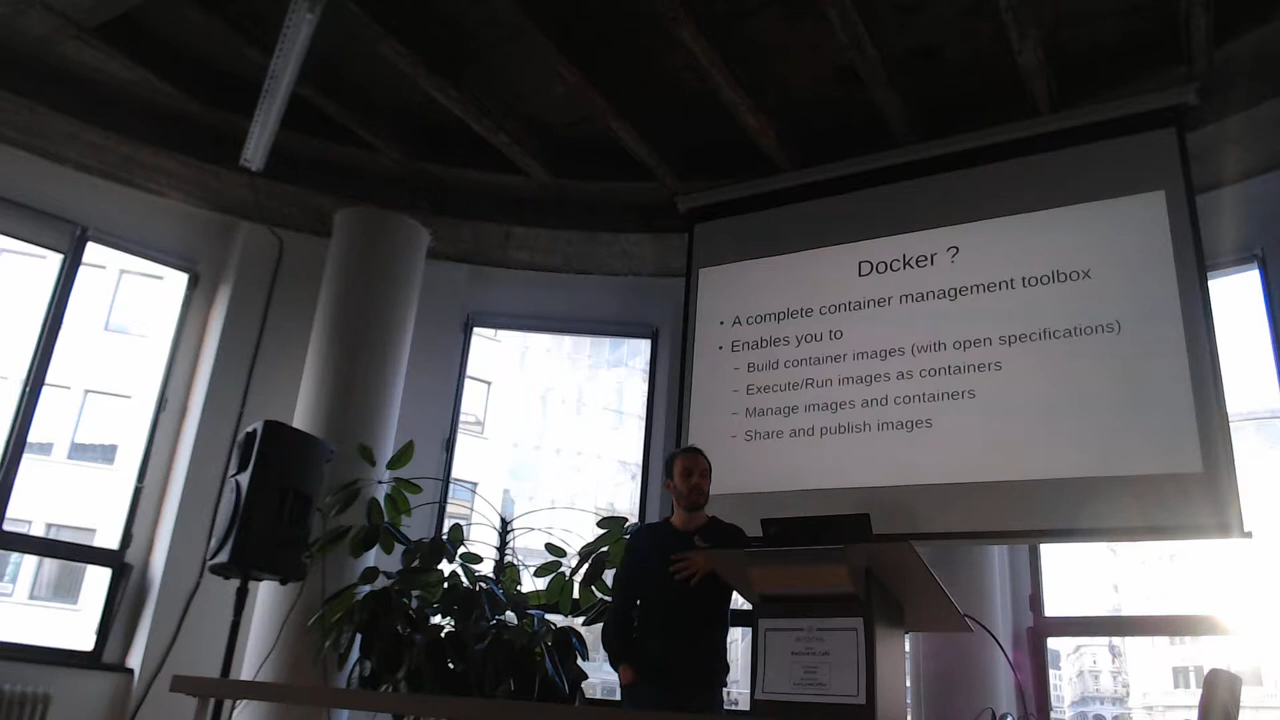 Docker ?
• A complete container management toolbox
• Enables you to
– Build container images (with open specifications)
– Execute/Run images as containers
– Manage images and containers
– Share and publish images